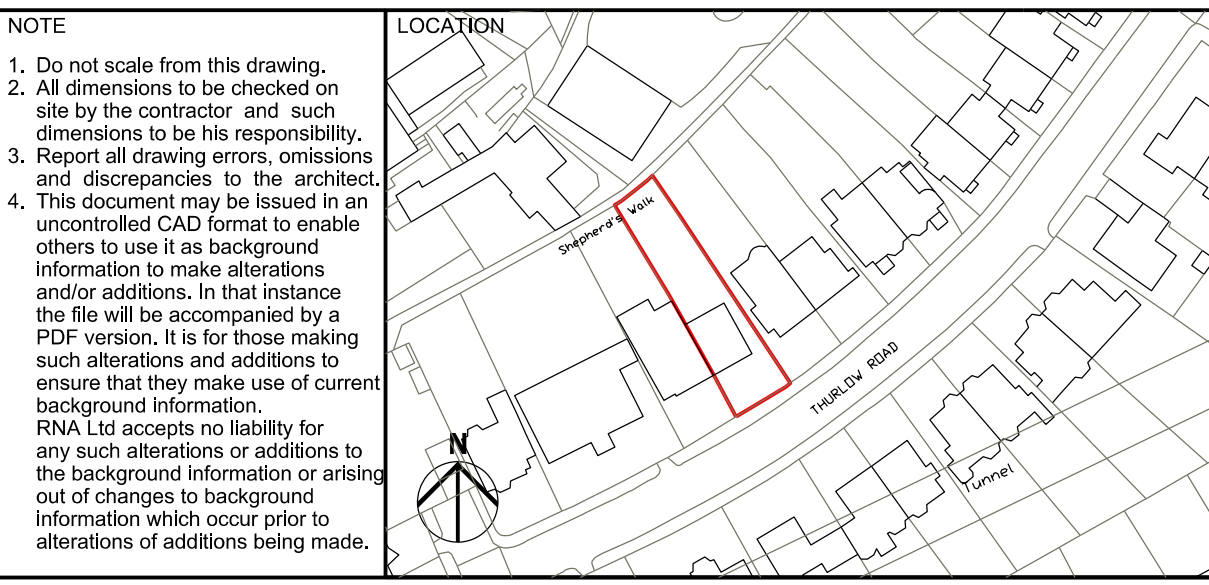 NOTE
1. Do not scale from this drawing.
2. All dimensions to be checked on
site by the contractor and such
dimensions to be his responsibility.
3. Report all drawing errors, omissions
and discrepancies to the architect.
4. This document may be issued in an
uncontrolled CAD format to enable
others to use it as background
information to make alterations
and/or additions. In that instance
the file will be accompanied by a
PDF version. It is for those making
such alterations and additions to
ensure that they make use of current
background information.
RNA Ltd accepts no liability for
any such alterations or additions to
the background information or arising
out of changes to background
information which occur prior to
alterations of additions being made.
LOCATION
Shepherd's Walk
THURLOW ROAD
Tunnel
N